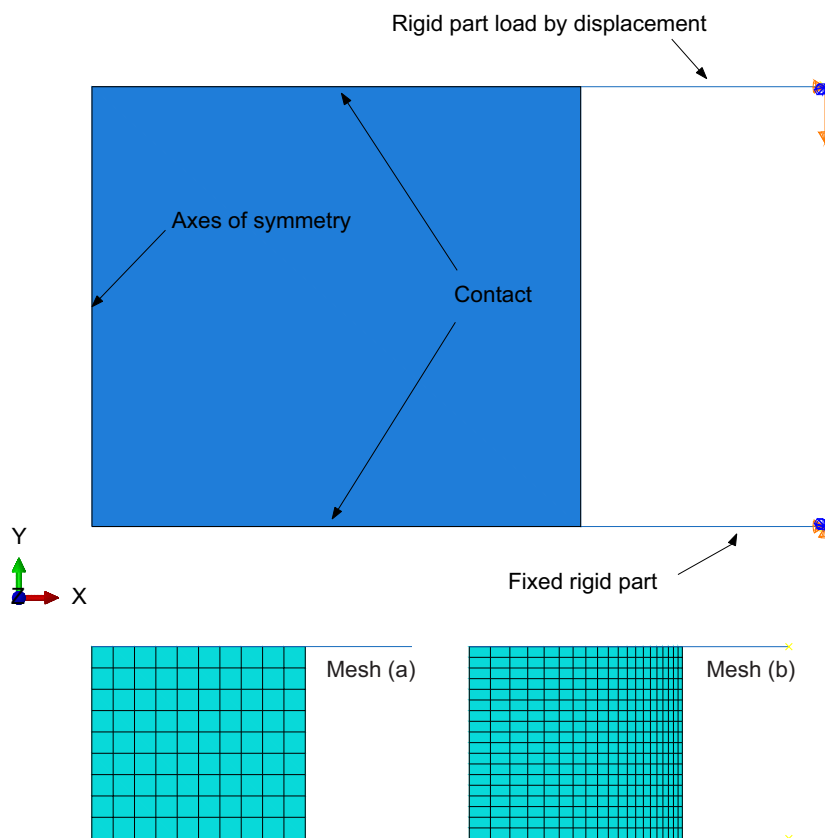 Rigid part load by displacement
Axes of symmetry
Contact
Y
Z
X
Fixed rigid part
Mesh (a)
Mesh (b)